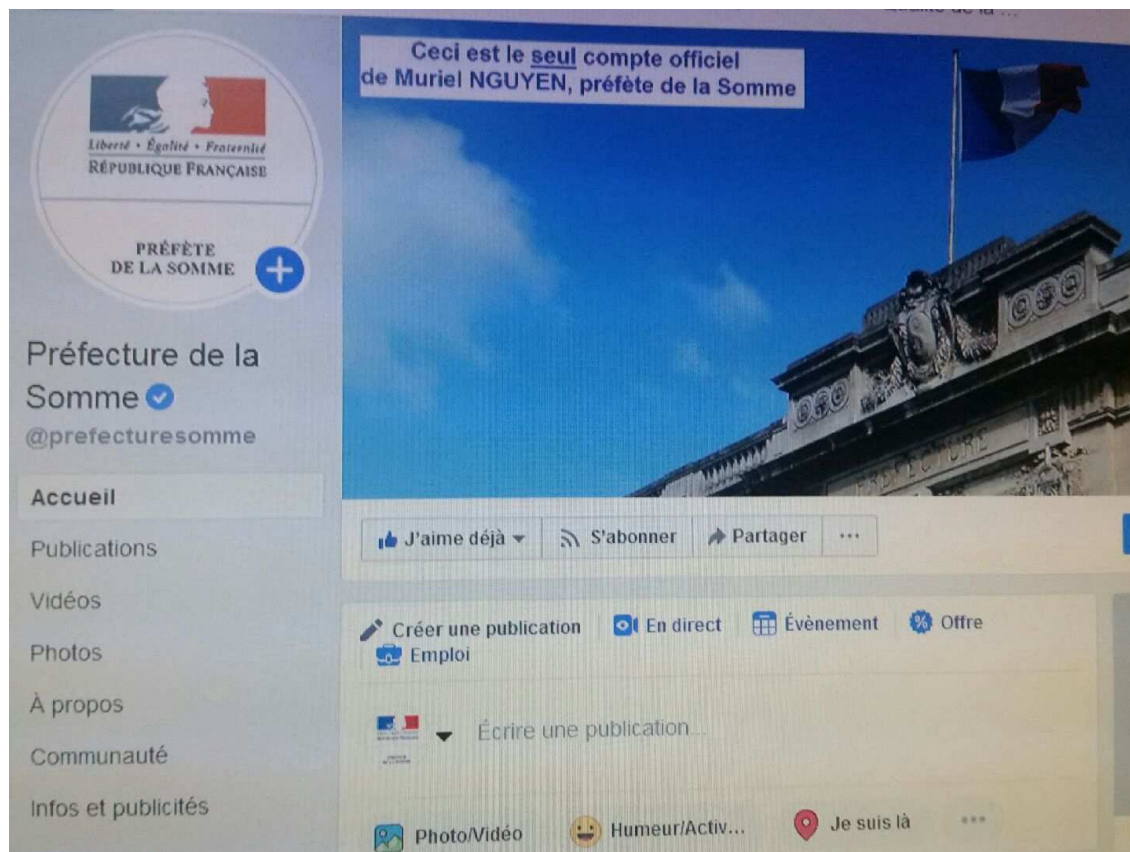 Ceci est le seul compte officiel
de Muriel NGUYEN, préfète de la Somme
Liberté • Égalité • Fraternité
RÉPUBLIQUE FRANÇAISE
PRÉFÈTE
DE LA SOMME
Préfecture de la
Somme
@prefecturesomme
Accueil
Publications
Vidéos
Photos
À propos
Communauté
Infos et publicités
PREFECTURE
J'aime déjà
S'abonner
Partager
Créer une publication
En direct
Évènement
Offre
Emploi
Écrire une publication...
Photo/Vidéo
Humeur/Activ...
Je suis là